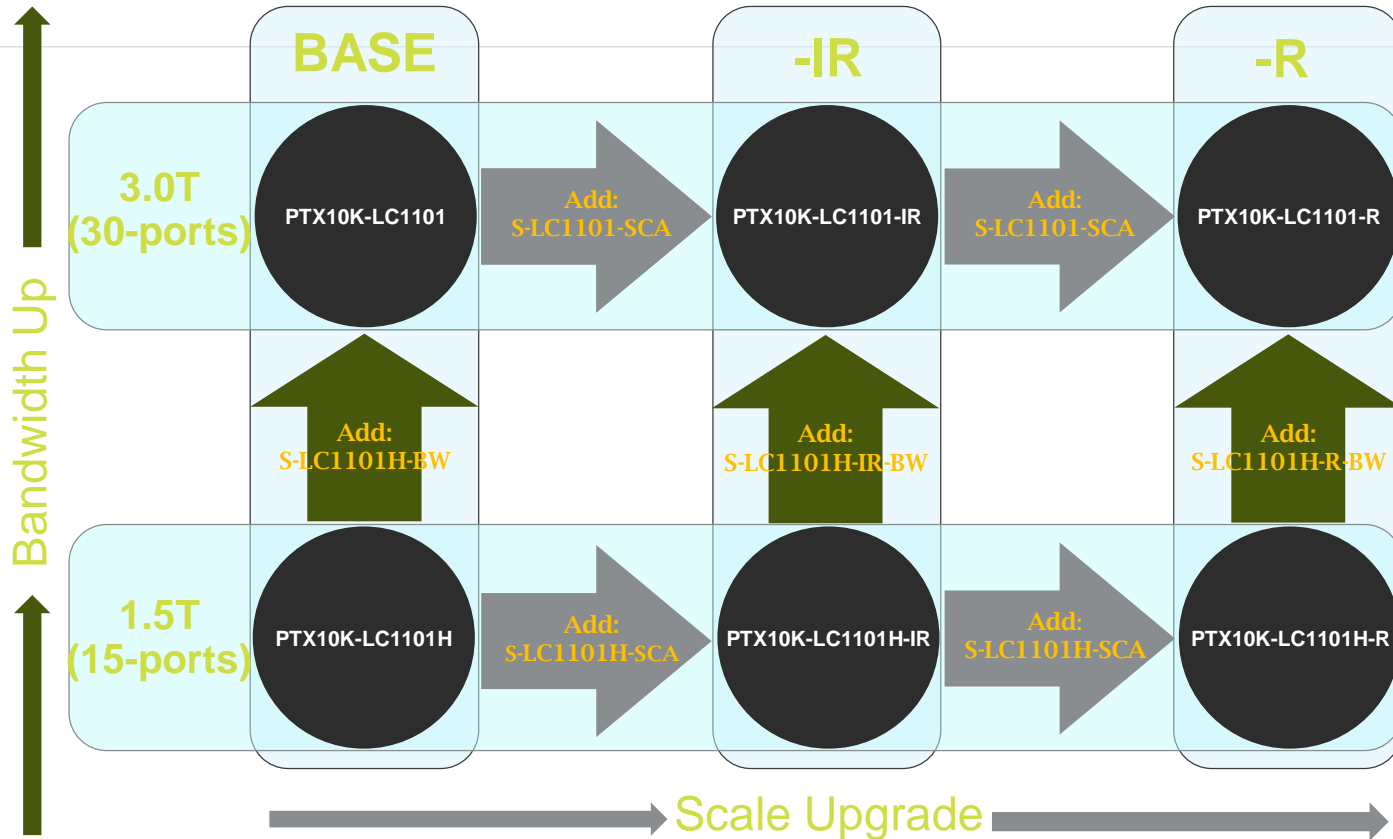 BASE
-IR
-R
3.0T
(30-ports)
PTX10K-LC1101
Add:
S-LC1101-SCA
PTX10K-LC1101-IR
Add:
S-LC1101-SCA
PTX10K-LC1101-R
Bandwidth Up
Add:
S-LC1101H-BW
Add:
S-LC1101H-IR-BW
Add:
S-LC1101H-R-BW
1.5T
(15-ports)
PTX10K-LC1101H
Add:
S-LC1101H-SCA
PTX10K-LC1101H-IR
Add:
S-LC1101H-SCA
PTX10K-LC1101H-R
Scale Upgrade